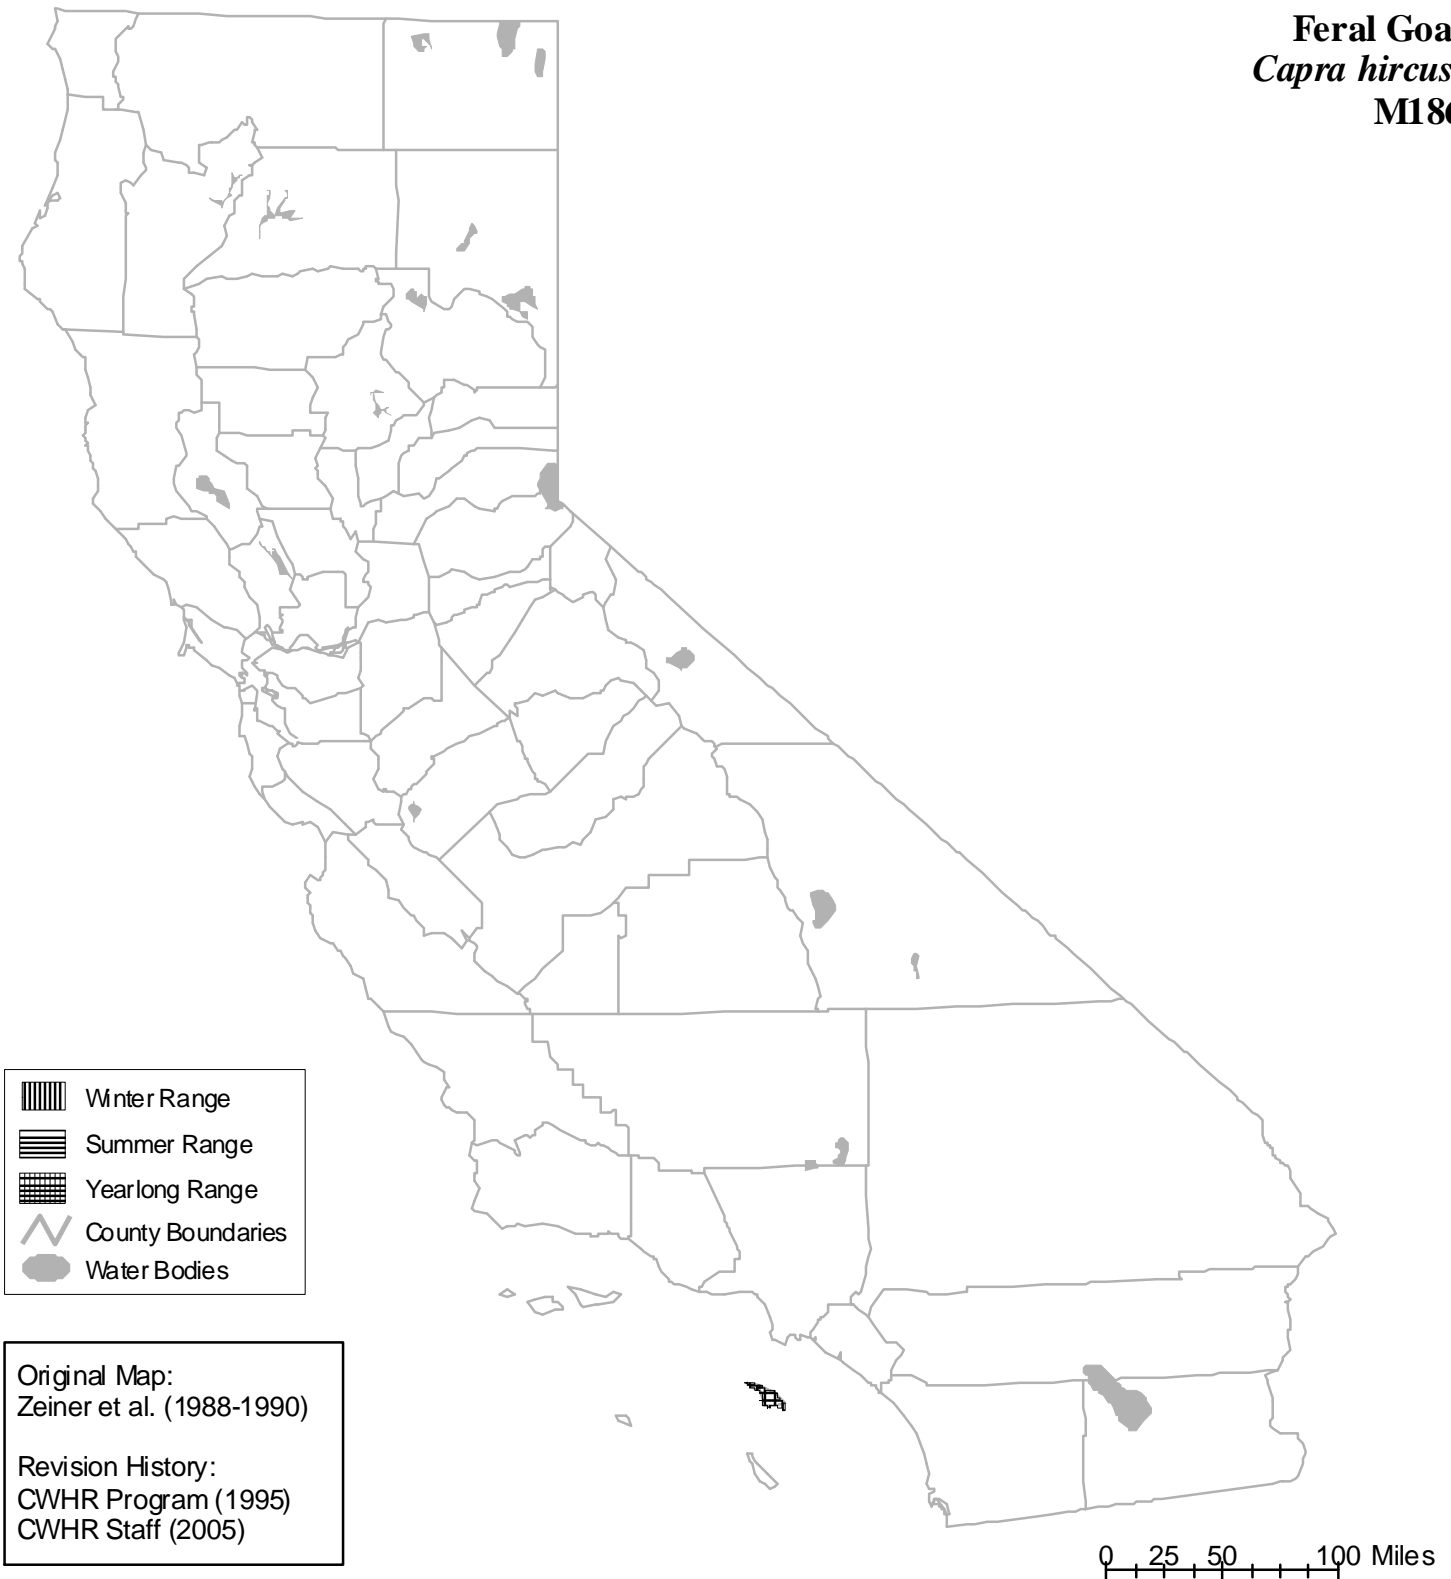 Feral Goa
Capra hircus
M186
Winter Range
Summer Range
Yearlong Range
County Boundaries
Water Bodies
Original Map:
Zeiner et al. (1988-1990)
Revision History:
CWHR Program (1995)
CWHR Staff (2005)
0 25 50 100 Miles